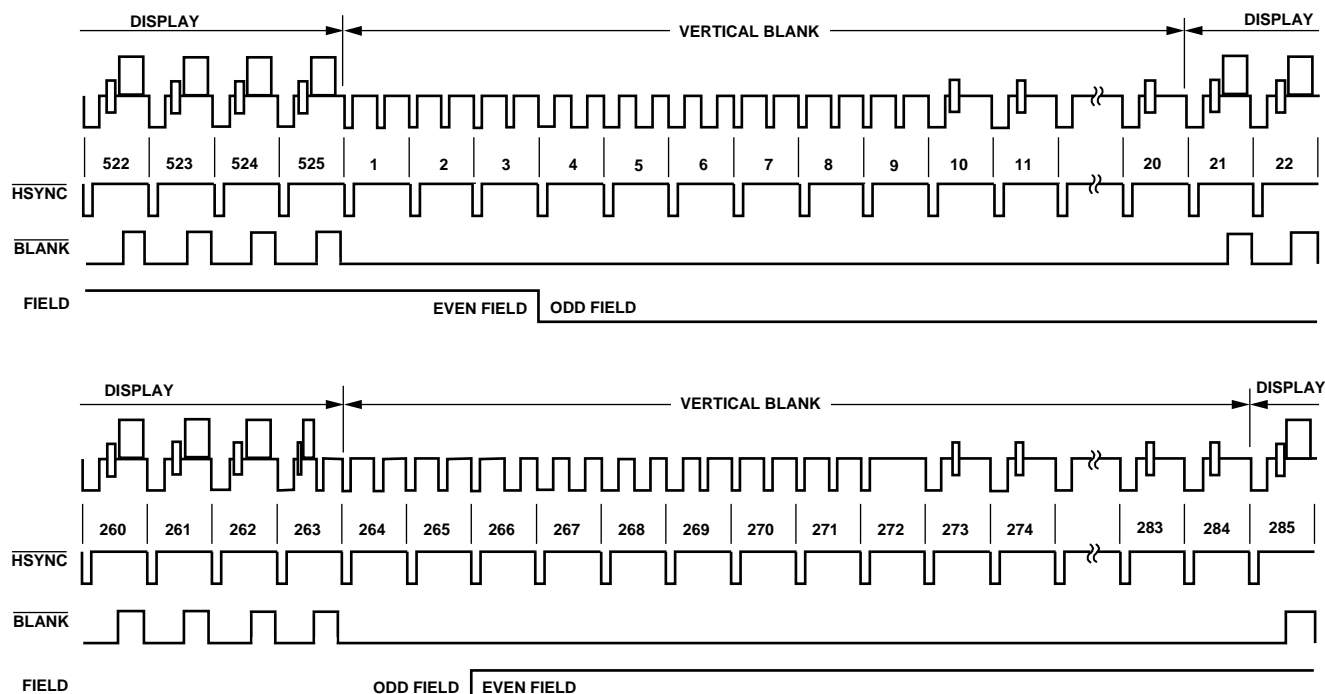 DISPLAY VERTICAL BLANK DISPLAY
522 523 524 525 1 2 3 4 5 6 7 8 9 10 11 20 21 22
HSYNC
BLANK
FIELD EVEN FIELD ODD FIELD
DISPLAY VERTICAL BLANK DISPLAY
260 261 262 263 264 265 266 267 268 269 270 271 272 273 274 283 284 285
HSYNC
BLANK
FIELD ODD FIELD EVEN FIELD